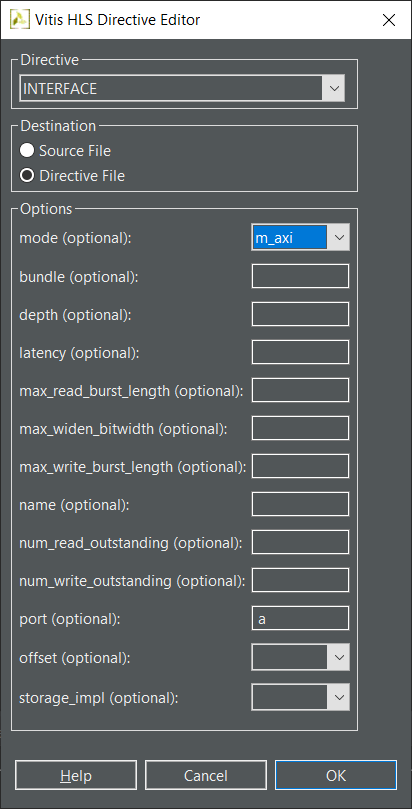 Vitis HLS Directive Editor
Directive
INTERFACE
Destination
Source File
Directive File
Options
mode (optional): m_axi
bundle (optional):
depth (optional):
latency (optional):
max_read_burst_length (optional):
max_widen_bitwidth (optional):
max_write_burst_length (optional):
name (optional):
num_read_outstanding (optional):
num_write_outstanding (optional):
port (optional): a
offset (optional):
storage_impl (optional):
Help Cancel OK